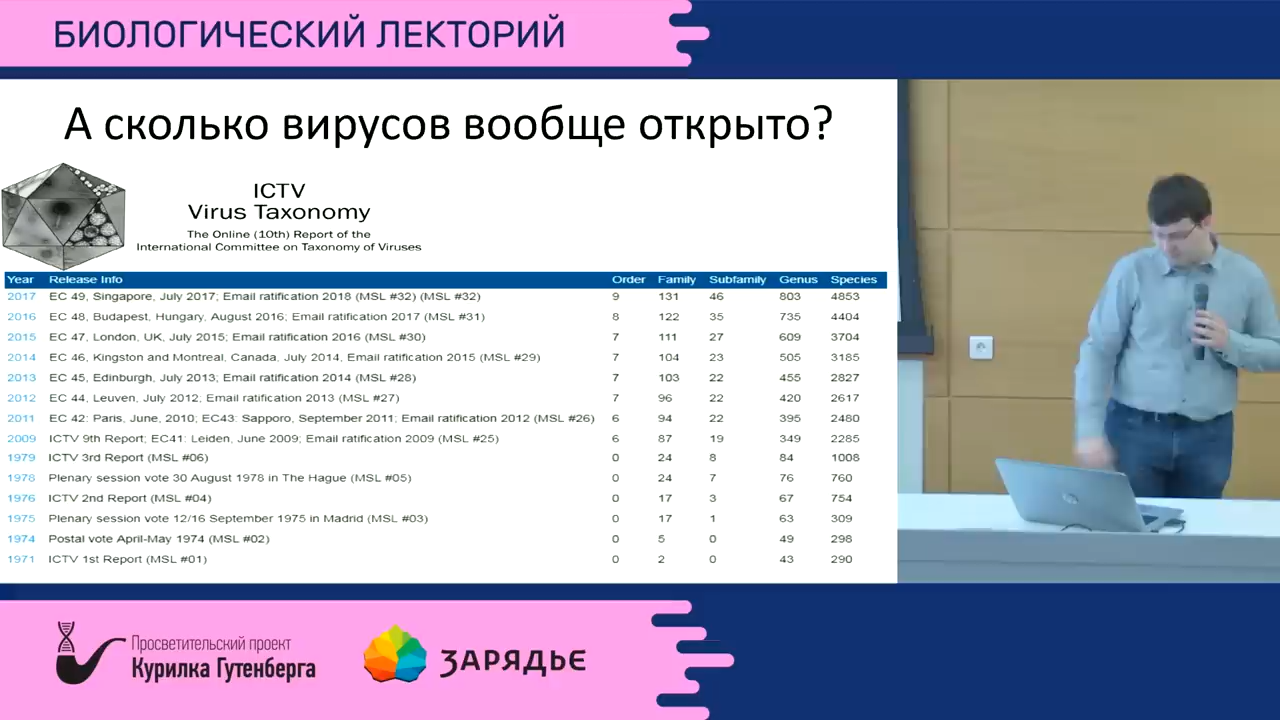 БИОЛОГИЧЕСКИЙ ЛЕКТОРИЙ
А сколько вирусов вообще открыто?
ICTV
Virus Taxonomy
The Online (10th) Report of the
International Committee on Taxonomy of Viruses
Year Release Info Order Family Subfamily Genus Species
2017 EC 49, Singapore, July 2017; Email ratification 2018 (MSL #32) (MSL #32) 9 131 46 803 4853
2016 EC 48, Budapest, Hungary, August 2016; Email ratification 2017 (MSL #31) 8 122 35 735 4404
2015 EC 47, London, UK, July 2015; Email ratification 2016 (MSL #30) 7 111 27 609 3704
2014 EC 46, Kingston and Montreal, Canada, July 2014, Email ratification 2015 (MSL #29) 7 104 23 505 3185
2013 EC 45, Edinburgh, July 2013; Email ratification 2014 (MSL #28) 7 103 22 455 2827
2012 EC 44, Leuven, July 2012; Email ratification 2013 (MSL #27) 7 96 22 420 2617
2011 EC 42: Paris, June, 2010; EC43: Sapporo, September 2011; Email ratification 2012 (MSL #26) 6 94 22 395 2480
2009 ICTV 9th Report; EC41: Leiden, June 2009; Email ratification 2009 (MSL #25) 6 87 19 349 2285
1979 ICTV 3rd Report (MSL #06) 0 24 8 84 1008
1978 Plenary session vote 30 August 1978 in The Hague (MSL #05) 0 24 7 76 760
1976 ICTV 2nd Report (MSL #04) 0 17 3 67 754
1975 Plenary session vote 12/16 September 1975 in Madrid (MSL #03) 0 17 1 63 309
1974 Postal vote April-May 1974 (MSL #02) 0 5 0 49 298
1971 ICTV 1st Report (MSL #01) 0 2 0 43 290
Просветительский проект
Курилка Гутенберга
ЗАРЯДЬЕ